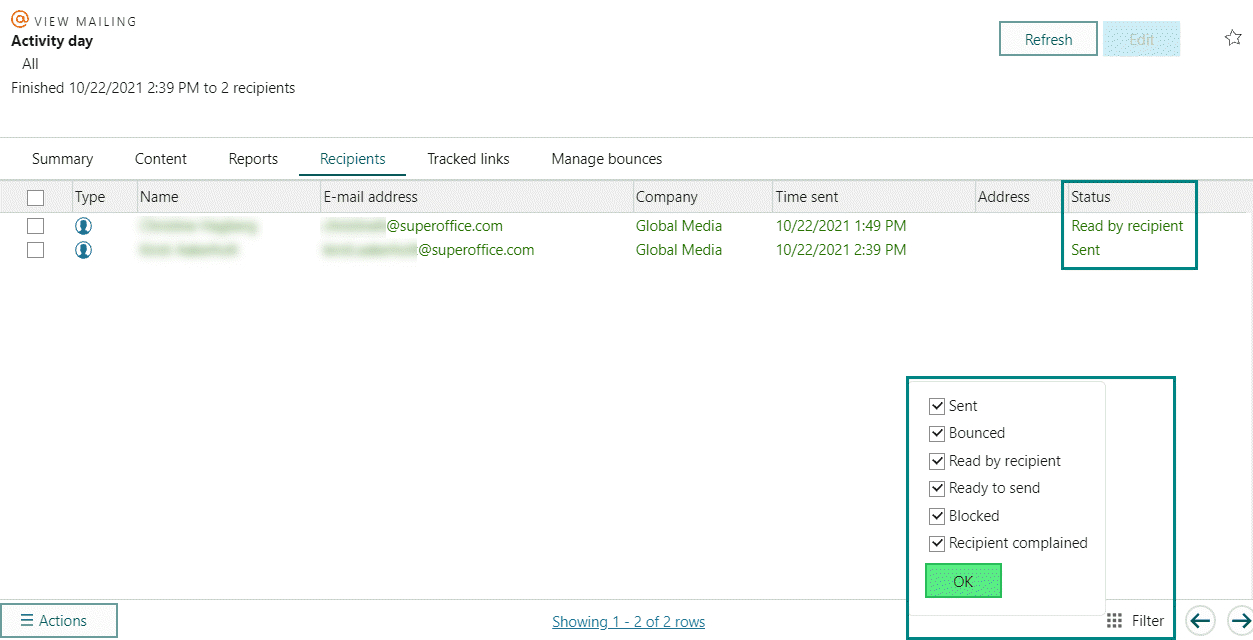 VIEW MAILING
Activity day
All
Finished 10/22/2021 2:39 PM to 2 recipients
Refresh
Edit
Summary Content Reports Recipients Tracked links Manage bounces
Type Name E-mail address Company Time sent Address Status
@superoffice.com Global Media 10/22/2021 1:49 PM Read by recipient
@superoffice.com Global Media 10/22/2021 2:39 PM Sent
Sent
Bounced
Read by recipient
Ready to send
Blocked
Recipient complained
OK
Actions Showing 1 - 2 of 2 rows Filter